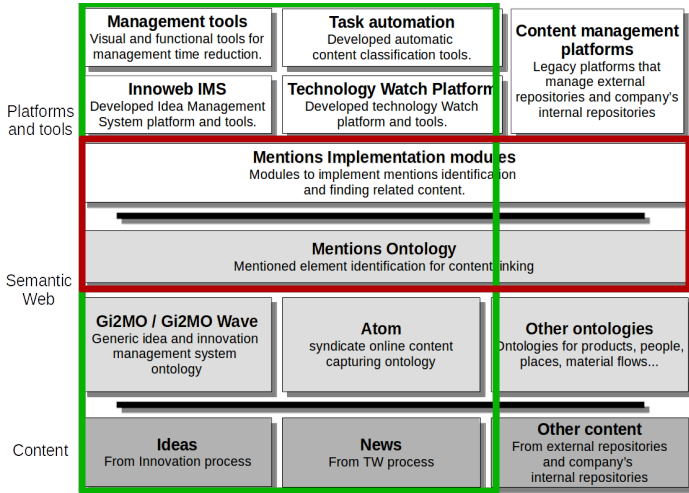 Management tools
Visual and functional tools for
management time reduction.
Task automation
Developed automatic
content classification tools.
Content management
platforms
Legacy platforms that
manage external
repositories and company's
internal repositories
Innoweb IMS
Developed Idea Management
System platform and tools.
Technology Watch Platform
Developed technology Watch
platform and tools.
Platforms
and tools
Mentions Implementation modules
Modules to implement mentions identification
and finding related content.
Mentions Ontology
Mentioned element identification for content linking
Semantic
Web
Gi2MO / Gi2MO Wave
Generic idea and innovation
management system
ontology
Atom
syndicate online content
capturing ontology
Other ontologies
Ontologies for products, people,
places, material flows...
Content
Ideas
From Innovation process
News
From TW process
Other content
From external repositories
and company's
internal repositories